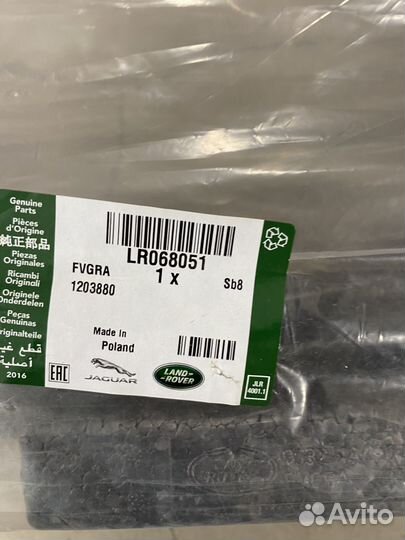 Genuine
Parts
Pièces
d'Origine
純正部品
Piezas
Originales
Ricambi
Originali
Originele
Onderdelen
Peças
Genuínas
Originalteile
قطع غيار
أصلية
2016
LR068051
1 x
FVGRA
Sb8
1203880
Made in
Poland
EAC
JAGUAR
LAND-
ROVER
JLR
4001.1
Avito